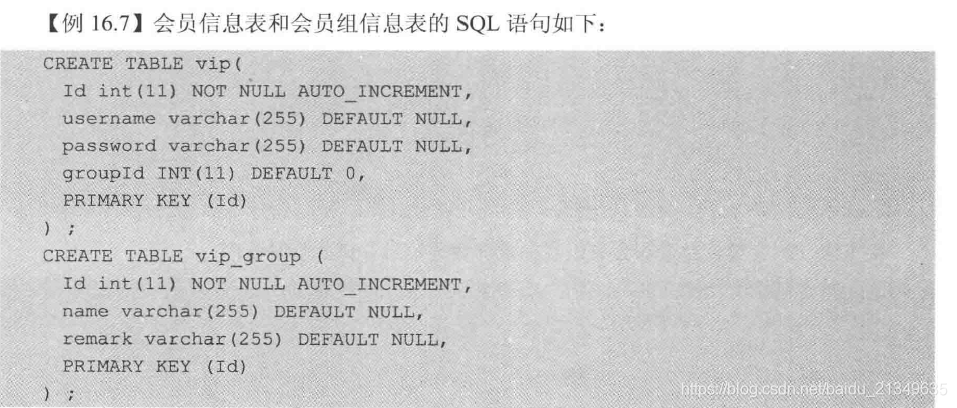 【例 16.7】会员信息表和会员组信息表的 SQL 语句如下：
CREATE TABLE vip(
Id int(11) NOT NULL AUTO_INCREMENT,
username varchar(255) DEFAULT NULL,
password varchar(255) DEFAULT NULL,
groupId INT(11) DEFAULT 0,
PRIMARY KEY (Id)
) ;
CREATE TABLE vip_group (
Id int(11) NOT NULL AUTO_INCREMENT,
name varchar(255) DEFAULT NULL,
remark varchar(255) DEFAULT NULL,
PRIMARY KEY (Id)
) ;
https://blog.csdn.net/baidu_21349635